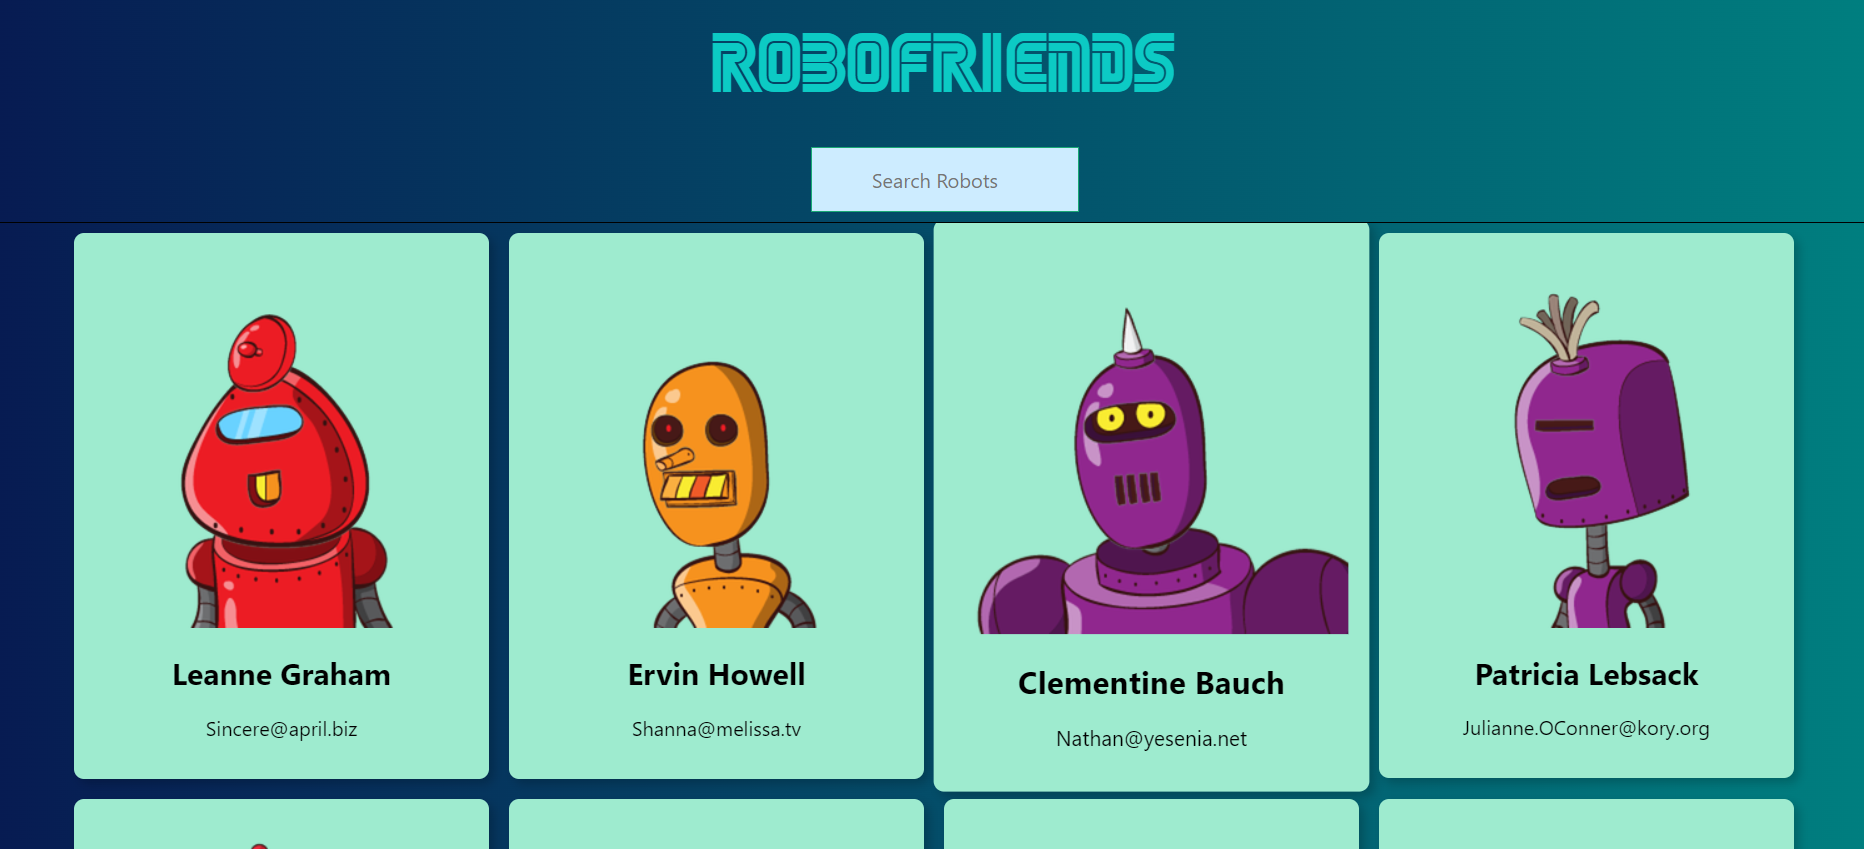 ROBOFRIENDS
Search Robots
Leanne Graham
Sincere@april.biz
Ervin Howell
Shanna@melissa.tv
Clementine Bauch
Nathan@yesenia.net
Patricia Lebsack
Julianne.OConner@kory.org